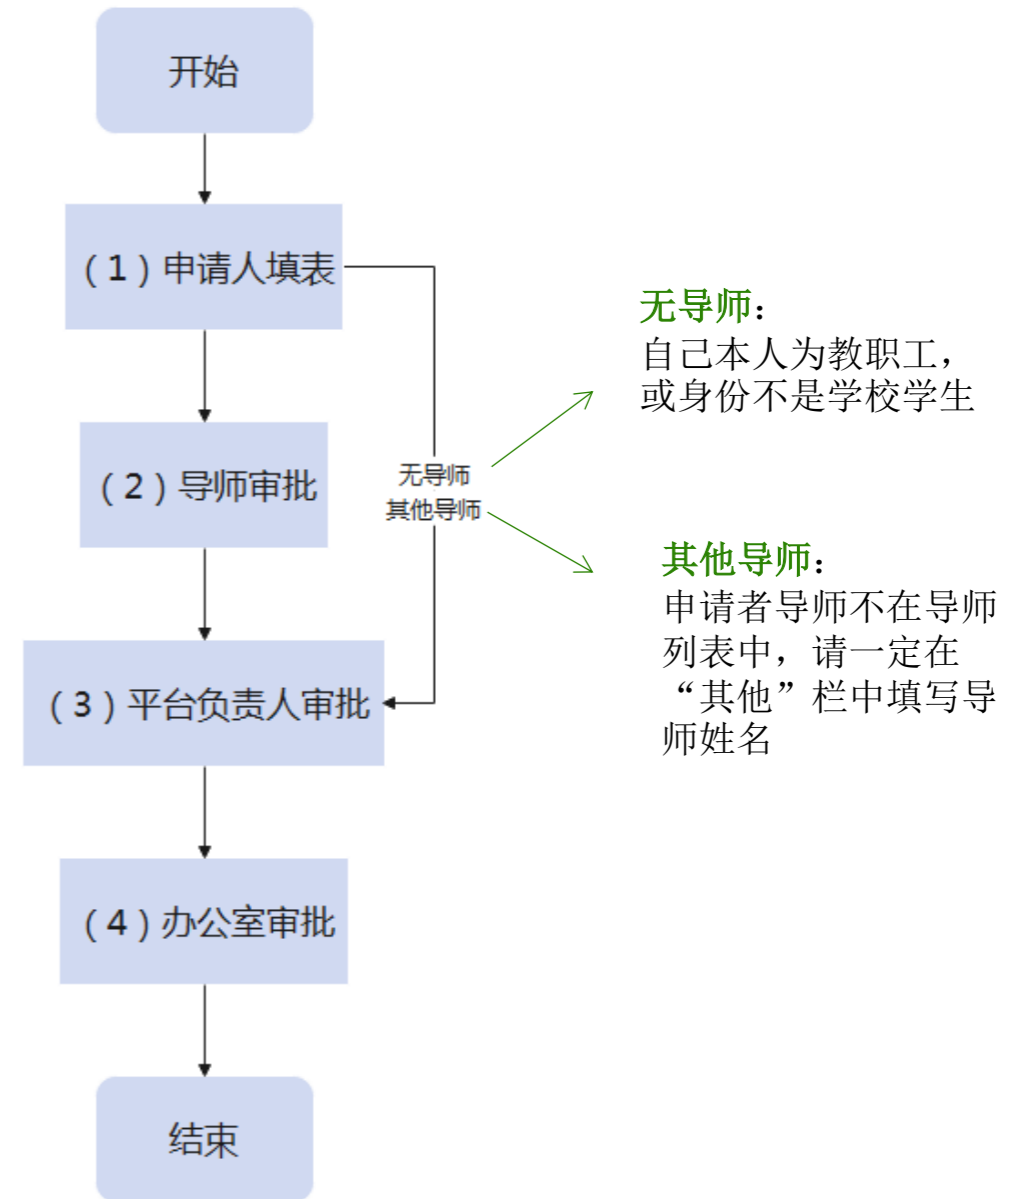 开始
（1）申请人填表
无导师：
自己本人为教职工，
或身份不是学校学生
（2）导师审批
无导师
其他导师
其他导师：
申请者导师不在导师
列表中，请一定在
“其他”栏中填写导
师姓名
（3）平台负责人审批
（4）办公室审批
结束